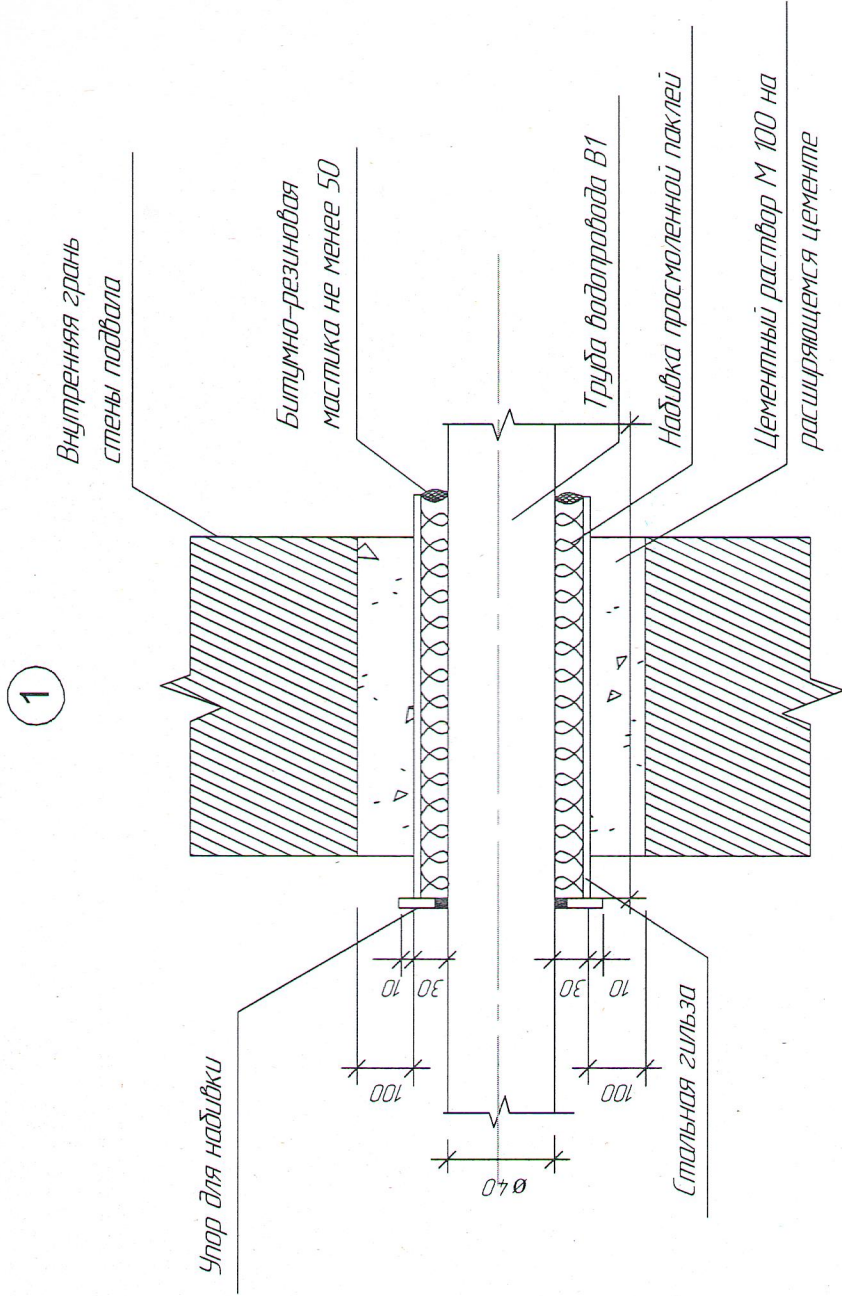 1
Внутренняя грань
стены подвала
Битумно-резиновая
мастика не менее 50
Труба водопровода В1
Набивка просмоленной паклей
Цементный раствор М 100 на
расширяющемся цементе
Упор для набивки
100
10
30
ø40
30
10
100
Стальная гильза